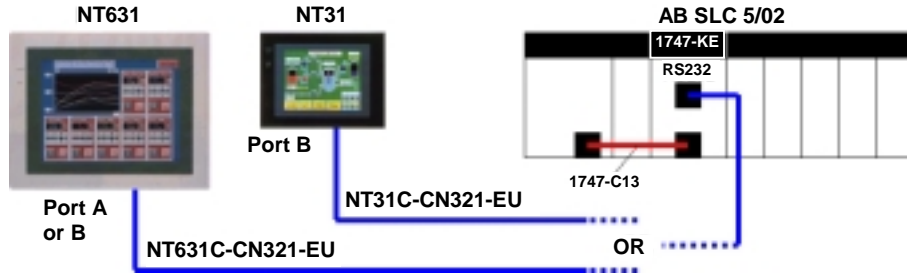 NT631
NT31
AB SLC 5/02
1747-KE
RS232
Port B
1747-C13
Port A
or B
NT31C-CN321-EU
NT631C-CN321-EU
OR